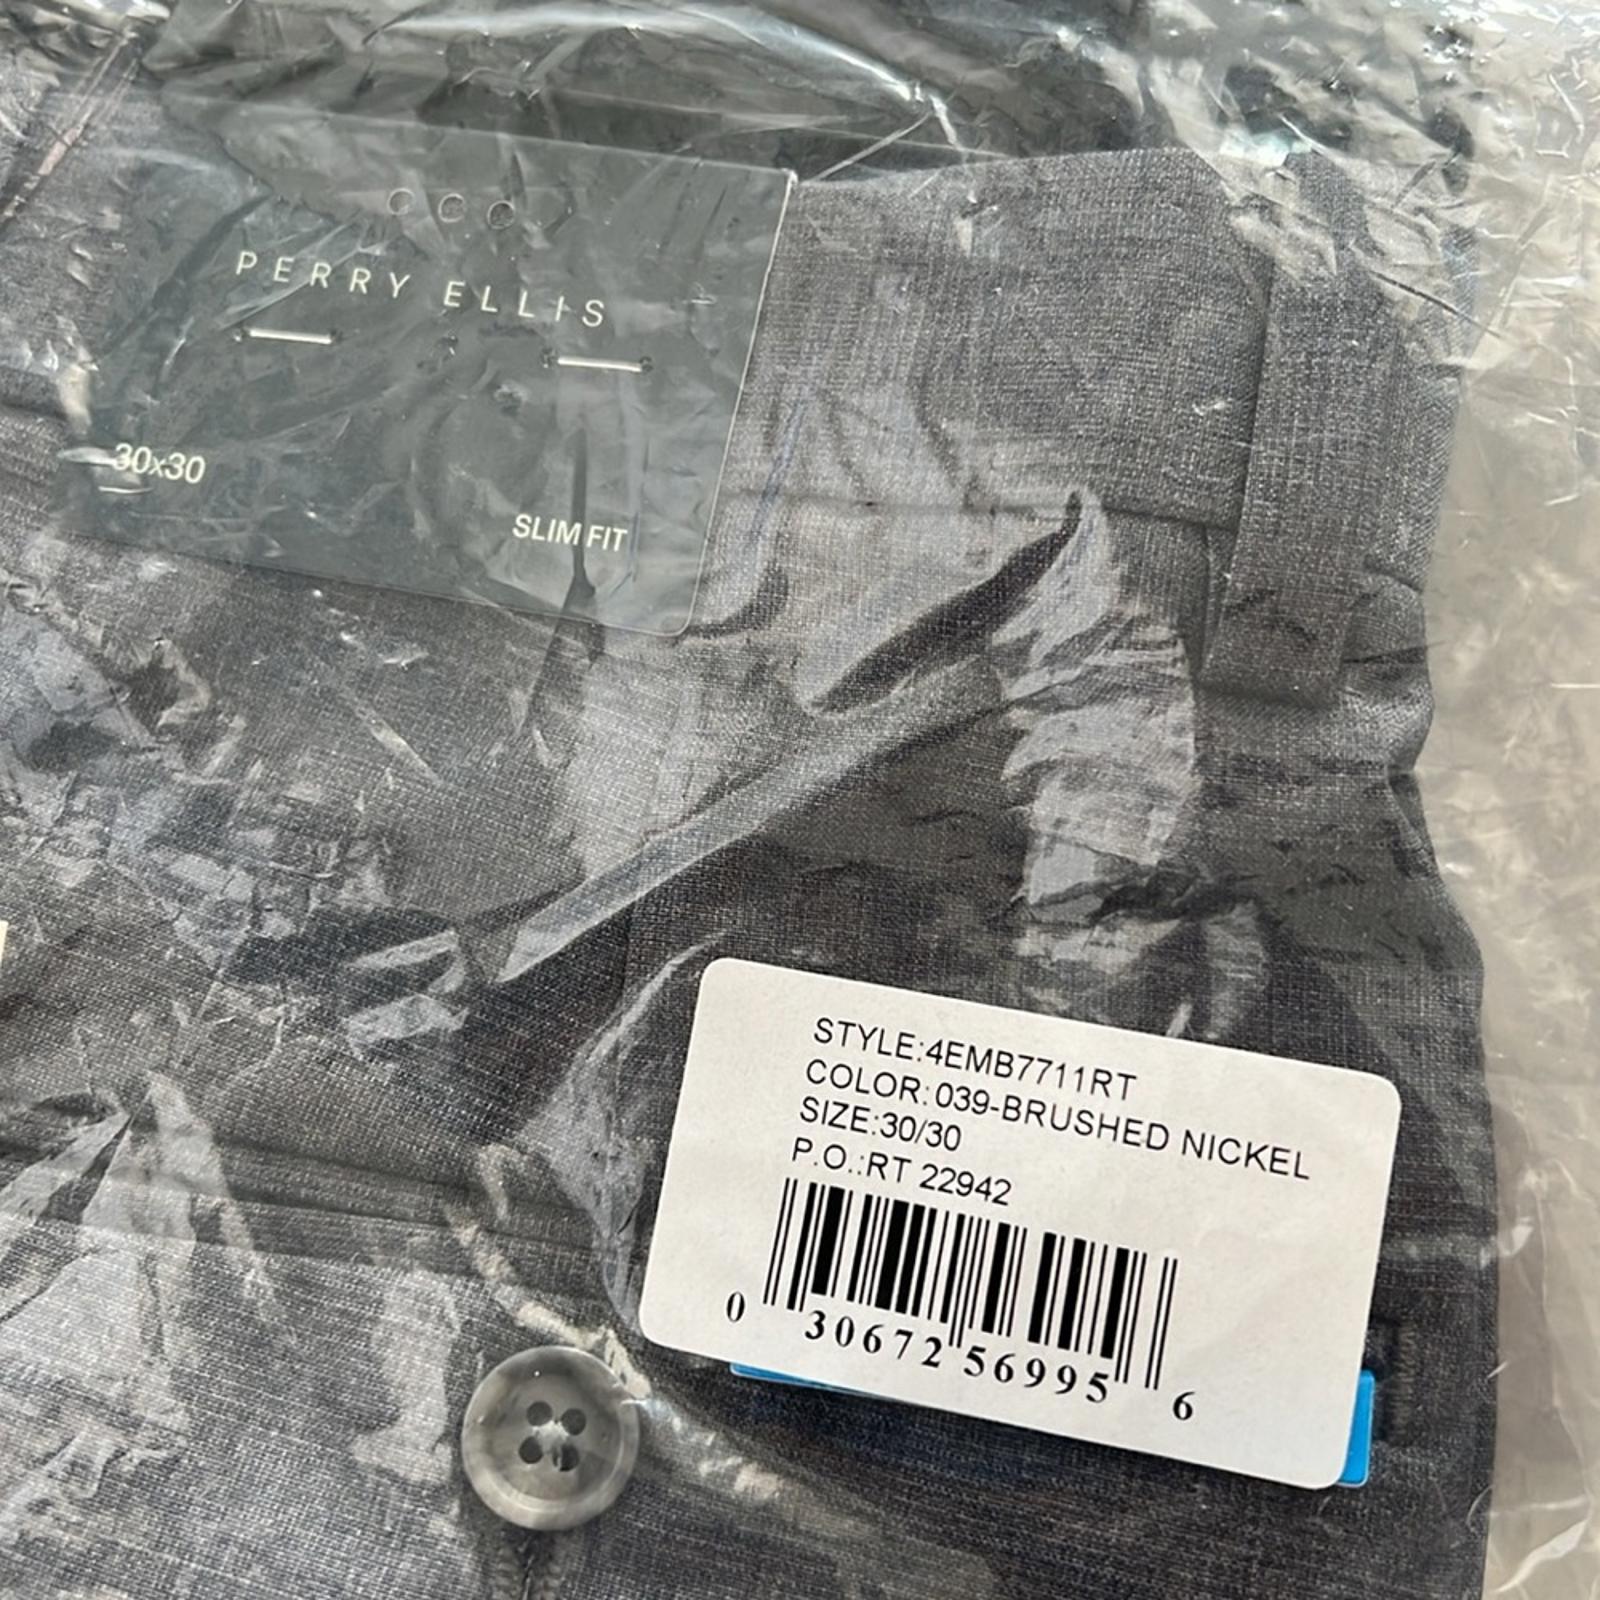 PERRY ELLIS
30x30
SLIM FIT
STYLE:4EMB7711RT
COLOR: 039-BRUSHED NICKEL
SIZE:30/30
P.O.:RT 22942
0 30672 56995 6